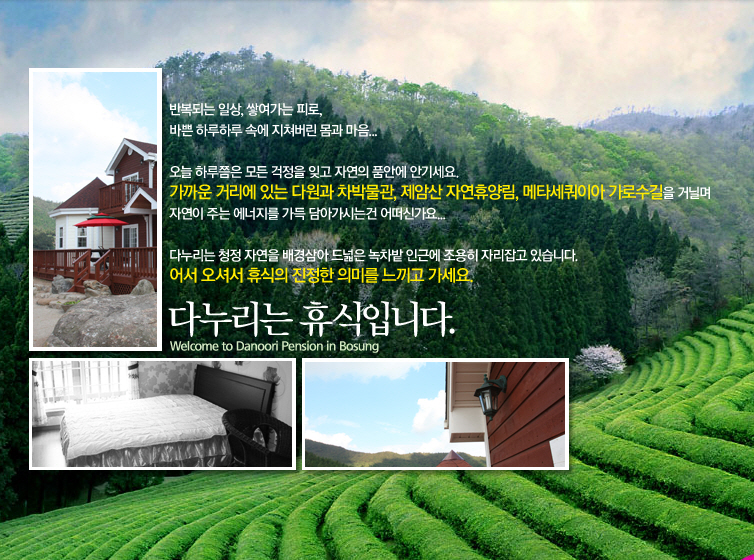 반복되는 일상, 쌓여가는 피로,
바쁜 하루하루 속에 지쳐버린 몸과 마음...
오늘 하루쯤은 모든 걱정을 잊고 자연의 품안에 안기세요.
가까운 거리에 있는 다원과 차박물관, 제암산 자연휴양림, 메타세쿼이아 가로수길을 거닐며
자연이 주는 에너지를 가득 담아가시는건 어떠신가요...
다누리는 청정 자연을 배경삼아 드넓은 녹차밭 인근에 조용히 자리잡고 있습니다.
어서 오셔서 휴식의 진정한 의미를 느끼고 가세요.
다누리는 휴식입니다.
Welcome to Danoori Pension in Bosung